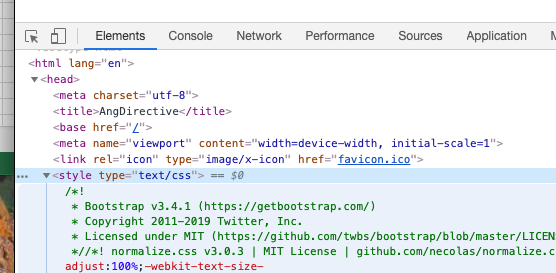 Elements Console Network Performance Sources Application
<html lang="en">
<head>
<meta charset="utf-8">
<title>AngDirective</title>
<base href="/">
<meta name="viewport" content="width=device-width, initial-scale=1">
<link rel="icon" type="image/x-icon" href="favicon.ico">
… <style type="text/css"> == $0
/*!
* Bootstrap v3.4.1 (https://getbootstrap.com/)
* Copyright 2011-2019 Twitter, Inc.
* Licensed under MIT (https://github.com/twbs/bootstrap/blob/master/LICEN
*//*! normalize.css v3.0.3 | MIT License | github.com/necolas/normalize.c
adjust:100%;-webkit-text-size-